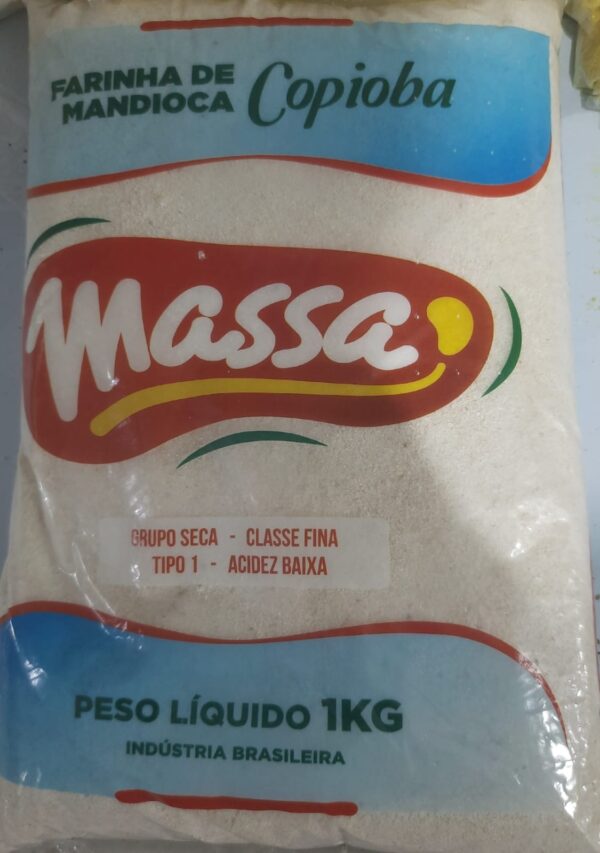 FARINHA DE
MANDIOCA Copioba
Massa
GRUPO SECA - CLASSE FINA
TIPO 1 - ACIDEZ BAIXA
PESO LÍQUIDO 1KG
INDÚSTRIA BRASILEIRA